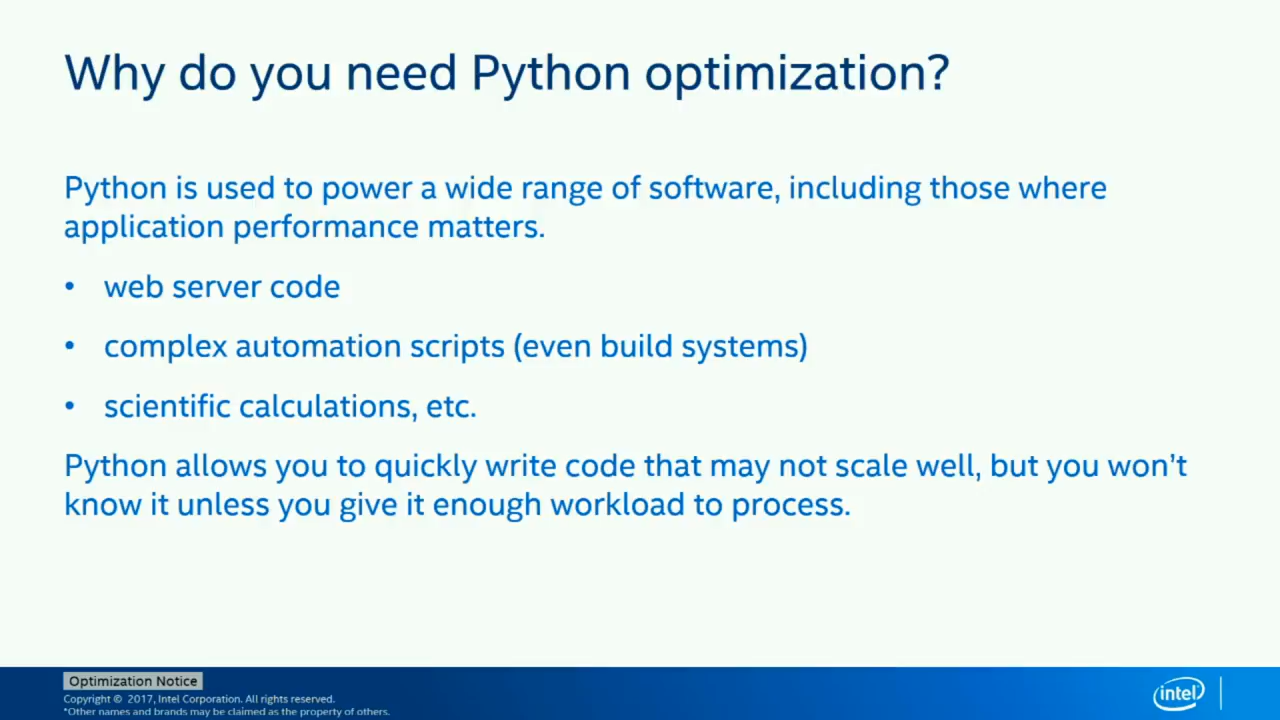 Why do you need Python optimization?
Python is used to power a wide range of software, including those where
application performance matters.
• web server code
• complex automation scripts (even build systems)
• scientific calculations, etc.
Python allows you to quickly write code that may not scale well, but you won’t
know it unless you give it enough workload to process.
Optimization Notice
Copyright © 2017, Intel Corporation. All rights reserved.
*Other names and brands may be claimed as the property of others.
intel